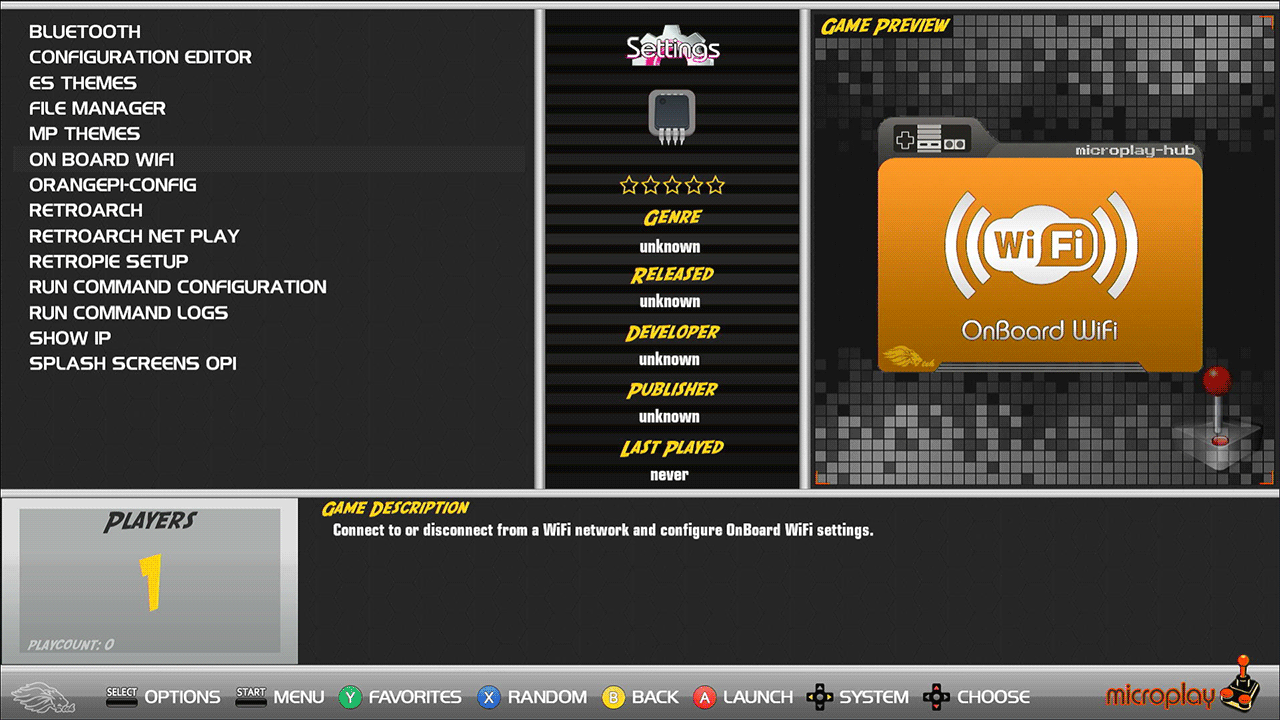 BLUETOOTH
CONFIGURATION EDITOR
ES THEMES
FILE MANAGER
MP THEMES
ON BOARD WIFI
ORANGEPI-CONFIG
RETROARCH
RETROARCH NET PLAY
RETROPIE SETUP
RUN COMMAND CONFIGURATION
RUN COMMAND LOGS
SHOW IP
SPLASH SCREENS OPI
Settings
GENRE
unknown
RELEASED
unknown
DEVELOPER
unknown
PUBLISHER
unknown
LAST PLAYED
never
GAME PREVIEW
microplay-hub
Wi Fi
OnBoard WiFi
PLAYERS
1
PLAYCOUNT: 0
GAME DESCRIPTION
Connect to or disconnect from a WiFi network and configure OnBoard WiFi settings.
SELECT OPTIONS START MENU Y FAVORITES X RANDOM B BACK A LAUNCH SYSTEM CHOOSE
microplay